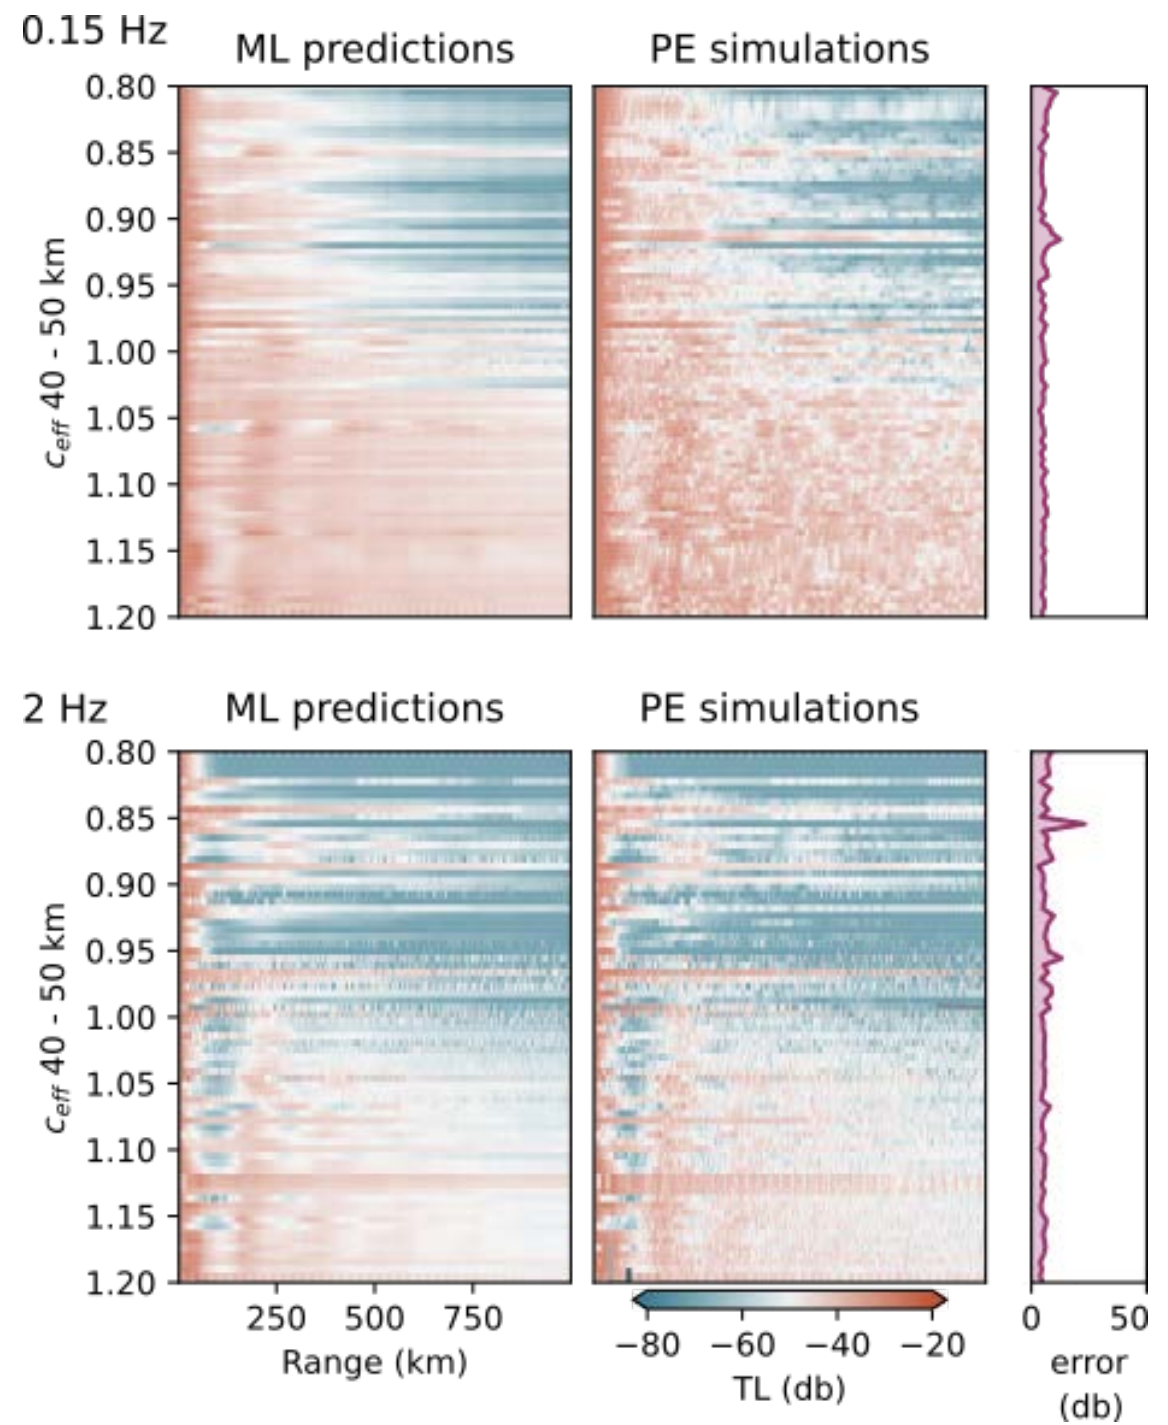 0.15 Hz
ML predictions
PE simulations
0.80
0.85
0.90
0.95
1.00
1.05
1.10
1.15
1.20
c_eff 40 - 50 km
2 Hz
ML predictions
PE simulations
0.80
0.85
0.90
0.95
1.00
1.05
1.10
1.15
1.20
c_eff 40 - 50 km
250 500 750
Range (km)
−80 −60 −40 −20
TL (db)
0 50
error
(db)